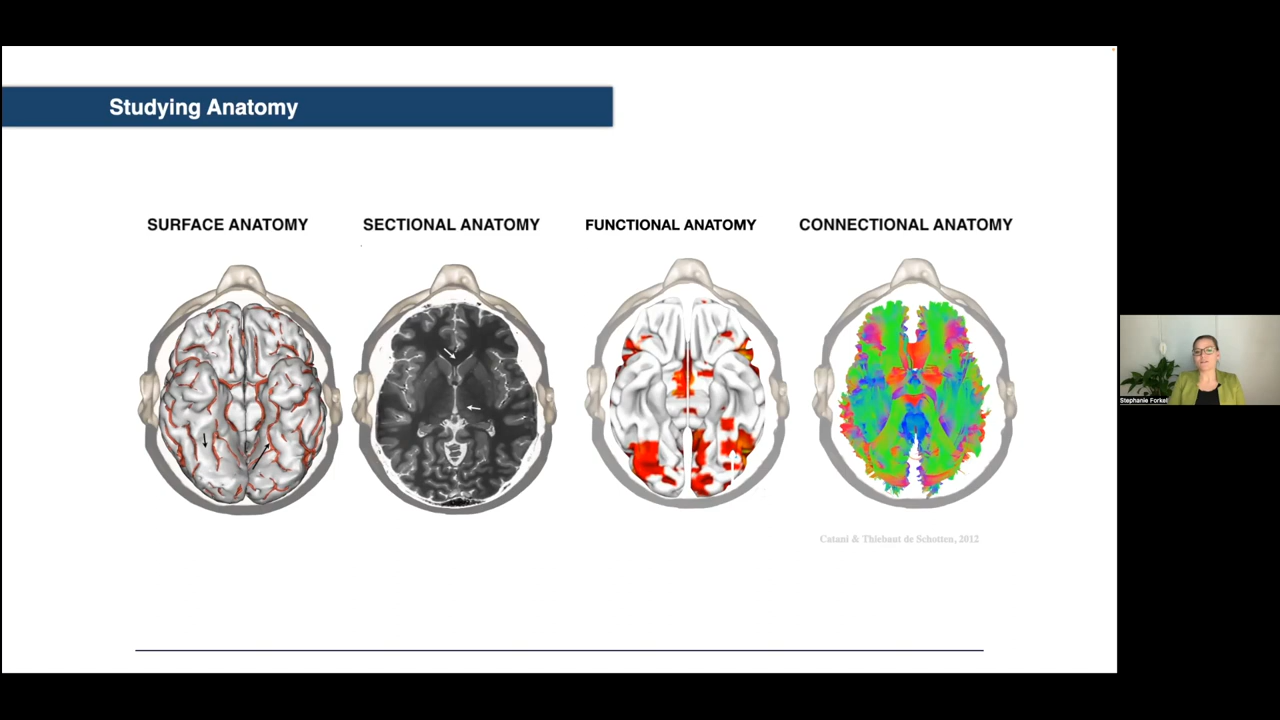 Studying Anatomy
SURFACE ANATOMY
SECTIONAL ANATOMY
FUNCTIONAL ANATOMY
CONNECTIONAL ANATOMY
Catani & Thiebaut de Schotten, 2012
Stephanie Forkel